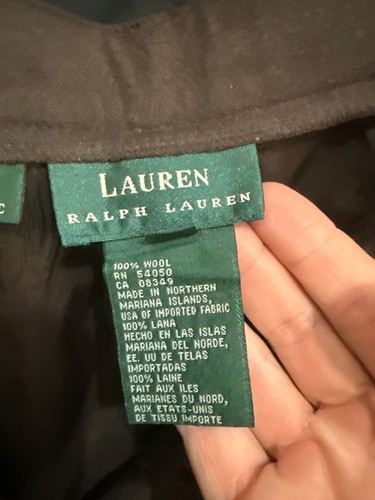 LAUREN
RALPH LAUREN
C
100% WOOL
RN 54050
CA 08349
MADE IN NORTHERN
MARIANA ISLANDS,
USA OF IMPORTED FABRIC
100% LANA
HECHO EN LAS ISLAS
MARIANA DEL NORDE,
EE. UU DE TELAS
IMPORTADAS
100% LAINE
FAIT AUX ILES
MARIANES DU NORD,
AUX ETATS-UNIS
DE TISSU IMPORTE